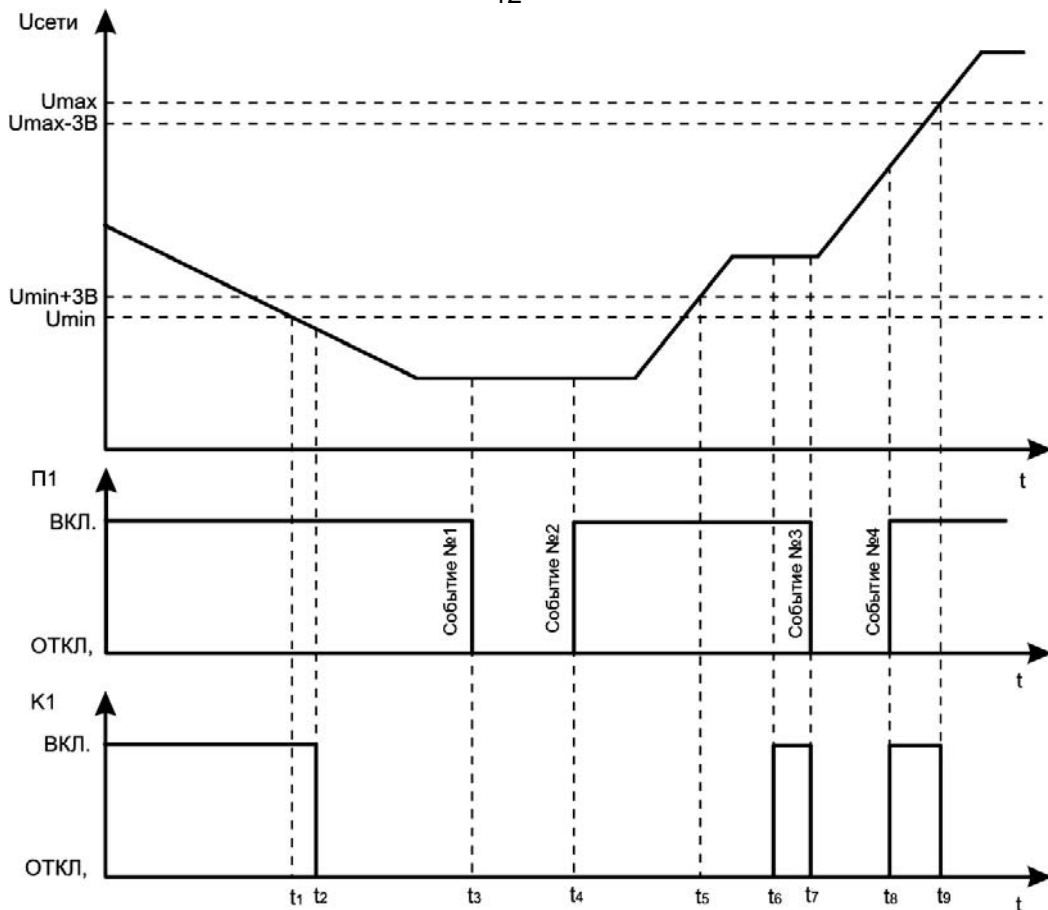 12
Uсети
Umax
Umax-3В
Umin+3В
Umin
t
П1
ВКЛ.
Событие №1
Событие №2
Событие №3
Событие №4
ОТКЛ,
t
К1
ВКЛ.
ОТКЛ,
t1 t2 t3 t4 t5 t6 t7 t8 t9 t